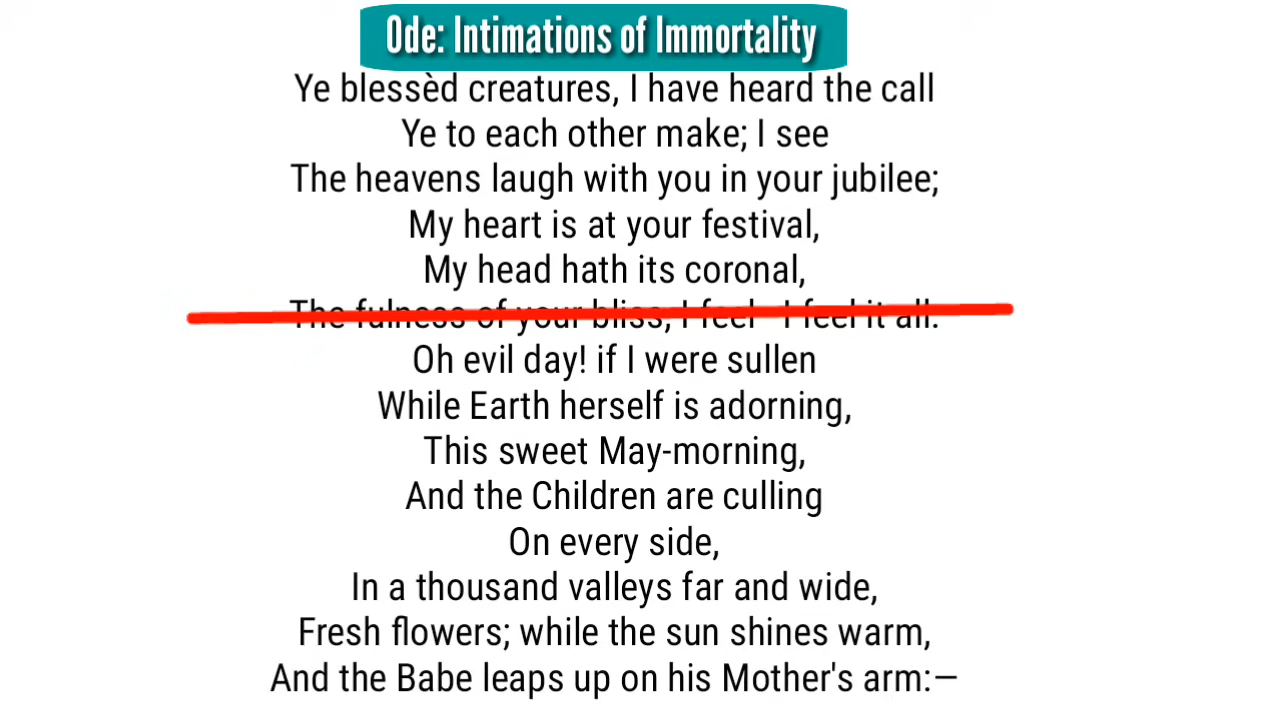 Ode: Intimations of Immortality
Ye blessèd creatures, I have heard the call
Ye to each other make; I see
The heavens laugh with you in your jubilee;
My heart is at your festival,
My head hath its coronal,
The fulness of your bliss, I feel—I feel it all.
Oh evil day! if I were sullen
While Earth herself is adorning,
This sweet May-morning,
And the Children are culling
On every side,
In a thousand valleys far and wide,
Fresh flowers; while the sun shines warm,
And the Babe leaps up on his Mother's arm:—